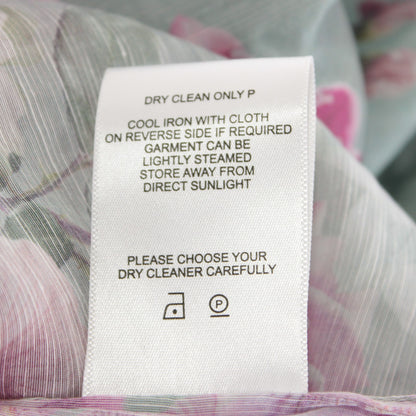 DRY CLEAN ONLY P
COOL IRON WITH CLOTH
ON REVERSE SIDE IF REQUIRED
GARMENT CAN BE
LIGHTLY STEAMED
STORE AWAY FROM
DIRECT SUNLIGHT
PLEASE CHOOSE YOUR
DRY CLEANER CAREFULLY
P